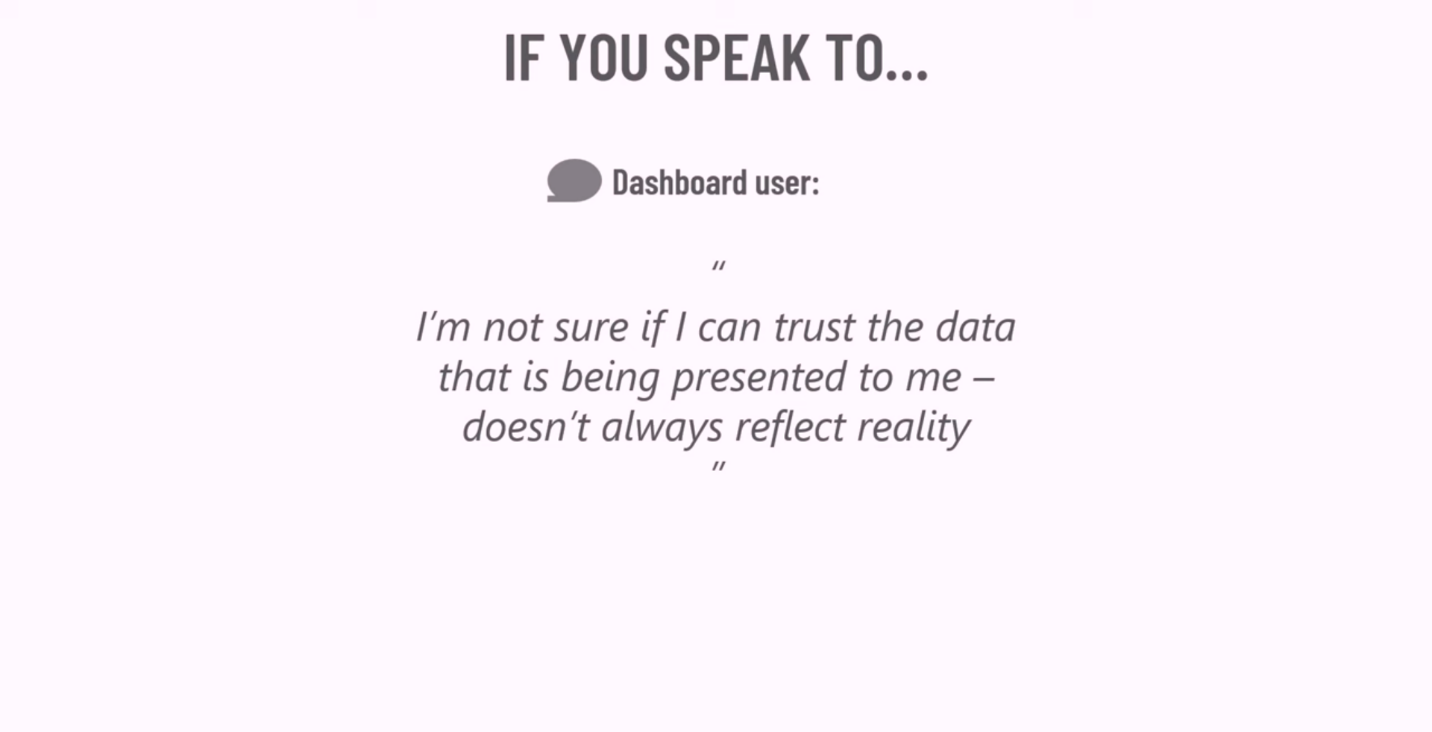 IF YOU SPEAK TO...
Dashboard user:
“
I’m not sure if I can trust the data
that is being presented to me –
doesn’t always reflect reality
”